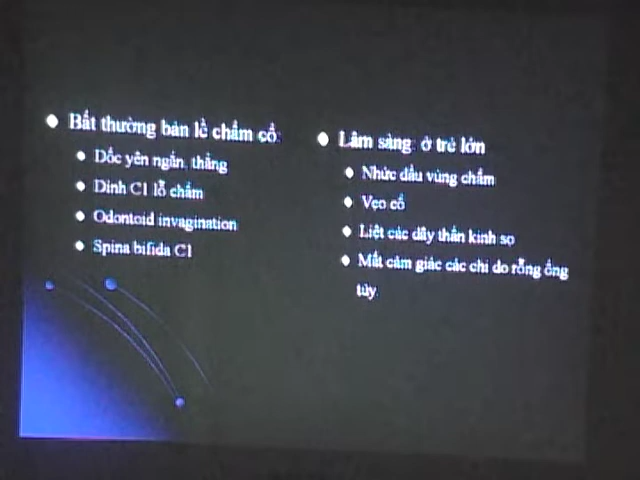 Bất thường bản lề chẩm cổ:
Dốc yên ngắn, thẳng
Dính C1 lỗ chẩm
Odontoid invagination
Spina bifida C1
Lâm sàng: ở trẻ lớn
Nhức đầu vùng chẩm
Vẹo cổ
Liệt các dây thần kinh sọ
Mất cảm giác các chi do rỗng ống
tủy.